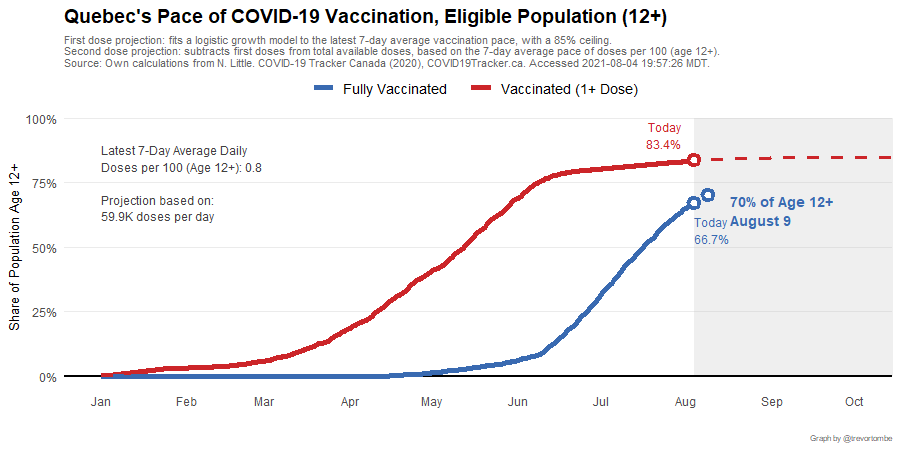 Quebec's Pace of COVID-19 Vaccination, Eligible Population (12+)
First dose projection: fits a logistic growth model to the latest 7-day average vaccination pace, with a 85% ceiling.
Second dose projection: subtracts first doses from total available doses, based on the 7-day average pace of doses per 100 (age 12+).
Source: Own calculations from N. Little. COVID-19 Tracker Canada (2020), COVID19Tracker.ca. Accessed 2021-08-04 19:57:26 MDT.
Fully Vaccinated
Vaccinated (1+ Dose)
Share of Population Age 12+
100%
75%
50%
25%
0%
Latest 7-Day Average Daily
Doses per 100 (Age 12+): 0.8
Projection based on:
59.9K doses per day
Today
83.4%
70% of Age 12+
August 9
Today
66.7%
Jan Feb Mar Apr May Jun Jul Aug Sep Oct
Graph by @trevortombe